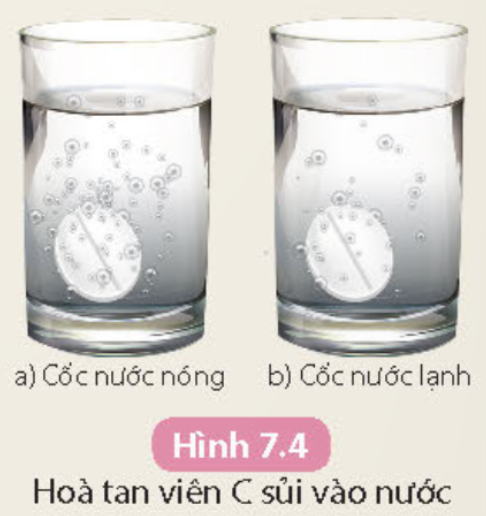 a) Cốc nước nóng
b) Cốc nước lạnh
Hình 7.4
Hoà tan viên C sủi vào nước